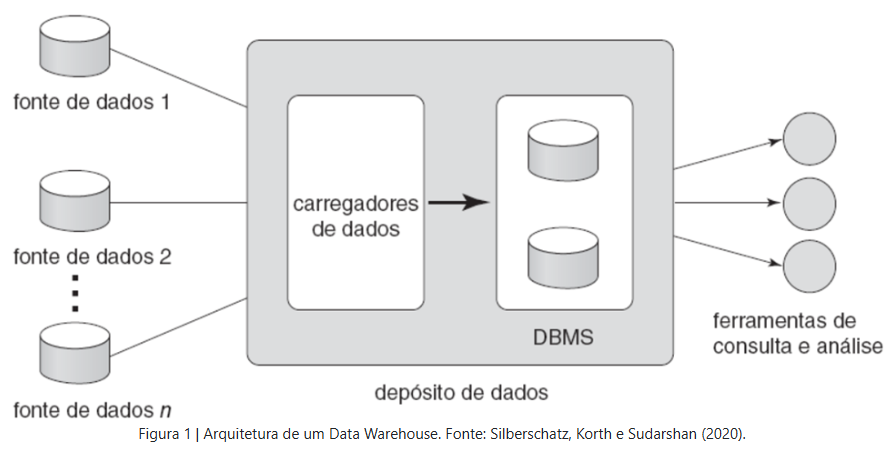 fonte de dados 1
fonte de dados 2
fonte de dados n
carregadores
de dados
DBMS
depósito de dados
ferramentas de
consulta e análise
Figura 1 | Arquitetura de um Data Warehouse. Fonte: Silberschatz, Korth e Sudarshan (2020).